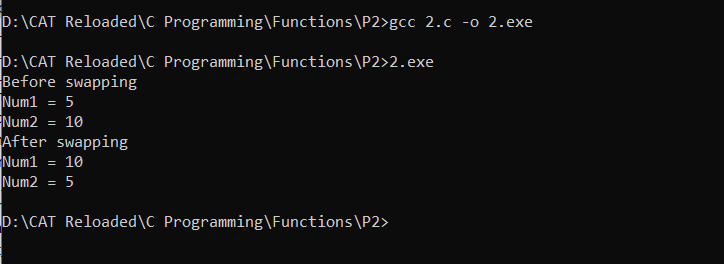 D:\CAT Reloaded\C Programming\Functions\P2>gcc 2.c -o 2.exe
D:\CAT Reloaded\C Programming\Functions\P2>2.exe
Before swapping
Num1 = 5
Num2 = 10
After swapping
Num1 = 10
Num2 = 5
D:\CAT Reloaded\C Programming\Functions\P2>